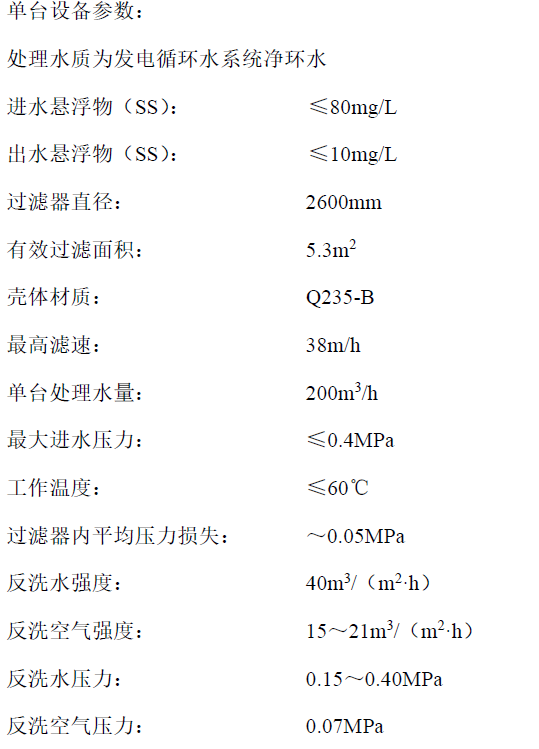 单台设备参数：
处理水质为发电循环水系统净环水
进水悬浮物（SS）： ≤80mg/L
出水悬浮物（SS）： ≤10mg/L
过滤器直径： 2600mm
有效过滤面积： 5.3m²
壳体材质： Q235-B
最高滤速： 38m/h
单台处理水量： 200m³/h
最大进水压力： ≤0.4MPa
工作温度： ≤60℃
过滤器内平均压力损失： ～0.05MPa
反洗水强度： 40m³/（m²·h）
反洗空气强度： 15～21m³/（m²·h）
反洗水压力： 0.15～0.40MPa
反洗空气压力： 0.07MPa